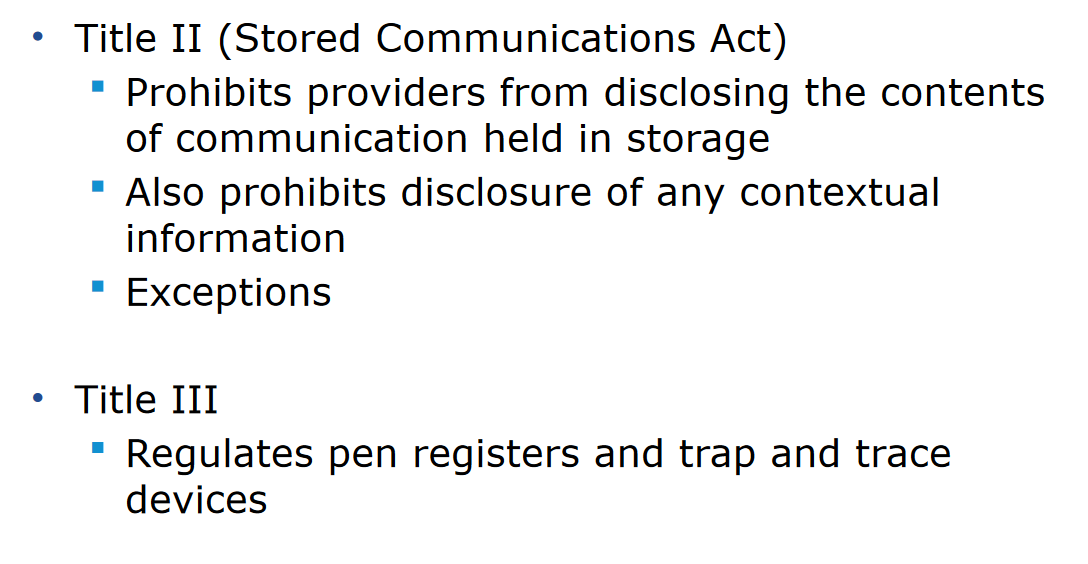 • Title II (Stored Communications Act)
▪ Prohibits providers from disclosing the contents
of communication held in storage
▪ Also prohibits disclosure of any contextual
information
▪ Exceptions
• Title III
▪ Regulates pen registers and trap and trace
devices